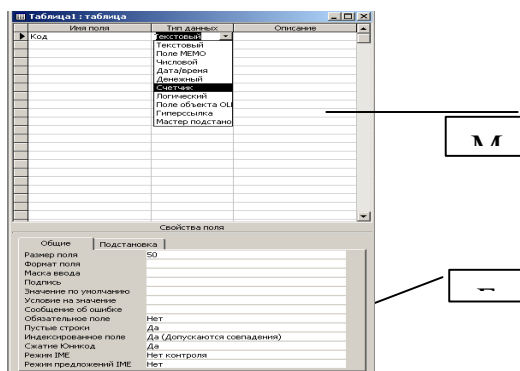 Таблица1 : таблица
Имя поля Тип данных Описание
Код Текстовый
Текстовый
Поле МЕМО
Числовой
Дата/время
Денежный
Счетчик
Логический
Поле объекта OLI
Гиперссылка
Мастер подстано
Свойства поля
Общие Подстановка
Размер поля 50
Формат поля
Маска ввода
Подпись
Значение по умолчанию
Условие на значение
Сообщение об ошибке
Обязательное поле Нет
Пустые строки Да
Индексированное поле Да (Допускаются совпадения)
Сжатие Юникод Да
Режим IME Нет контроля
Режим предложений IME Нет